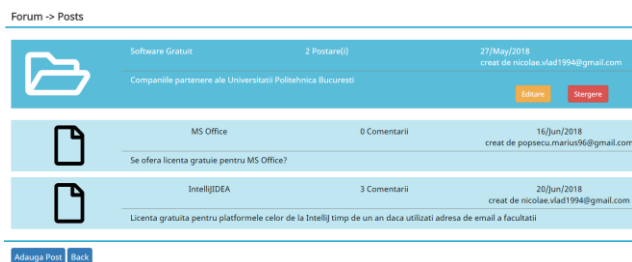 Forum -> Posts
Software Gratuit 2 Postare(i) 27/May/2018
creat de nicolae.vlad1994@gmail.com
Companiile partenere ale Universitatii Politehnica Bucuresti
Editare Stergere
MS Office 0 Comentarii 16/Jun/2018
creat de popsecu.marius96@gmail.com
Se ofera licenta gratuie pentru MS Office?
IntelliJIDEA 3 Comentarii 20/Jun/2018
creat de nicolae.vlad1994@gmail.com
Licenta gratuita pentru platformele celor de la IntelliJ timp de un an daca utilizati adresa de email a facultatii
Adauga Post Back